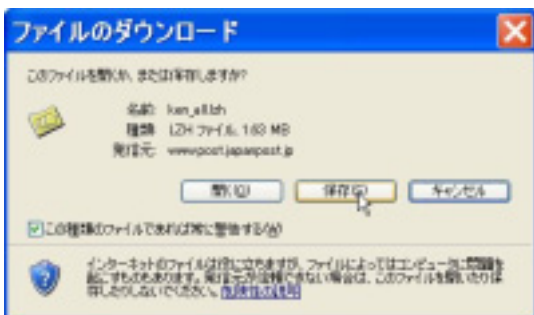 ファイルのダウンロード
このファイルを開くか、または保存しますか?
名前: ken_all.lzh
種類: LZH ファイル, 1.63 MB
発信元: www.post.japanpost.jp
開く(O) 保存(S) キャンセル
この種類のファイルであれば常に警告する(W)
インターネットのファイルは役に立ちますが、ファイルによってはコンピュータに問題を
起こすものもあります。発信元が信頼できない場合は、このファイルを開いたり保
存したりしないでください。危険性の説明